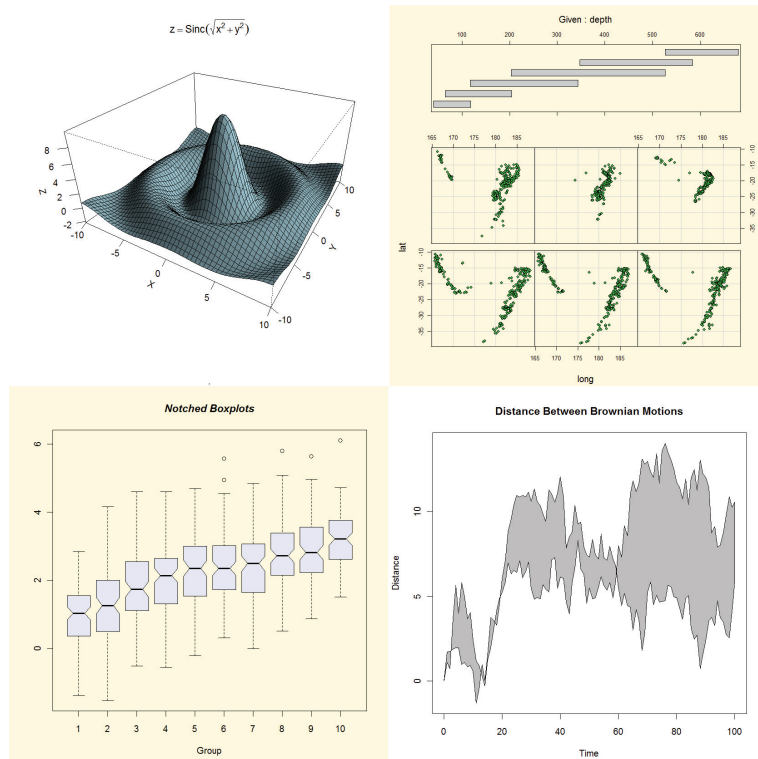 z = Sinc(√x² + y²)
8
6
4
2
0
-2
Z
-10
-5
0
5
10
X
-10
-5
0
5
10
Y
Given : depth
100 200 300 400 500 600
165 170 175 180 185
165 170 175 180 185
-10
-15
-20
-25
-30
-35
lat
-10
-15
-20
-25
-30
-35
165 170 175 180 185
long
Notched Boxplots
6
4
2
0
1 2 3 4 5 6 7 8 9 10
Group
Distance Between Brownian Motions
10
5
0
Distance
0 20 40 60 80 100
Time